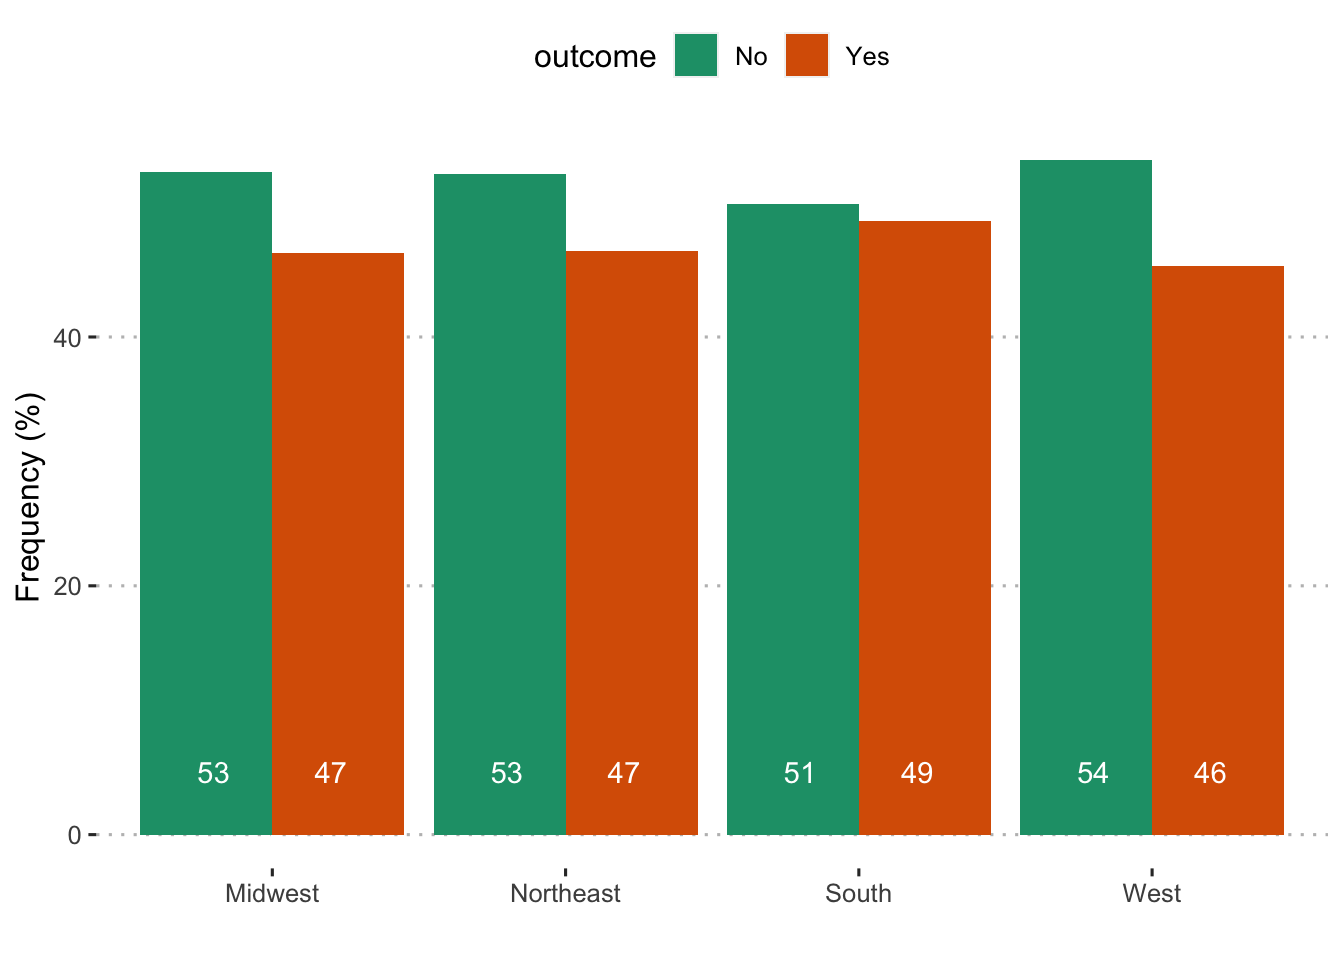 outcome No Yes
Frequency (%)
40
20
0
53 47 53 47 51 49 54 46
Midwest Northeast South West